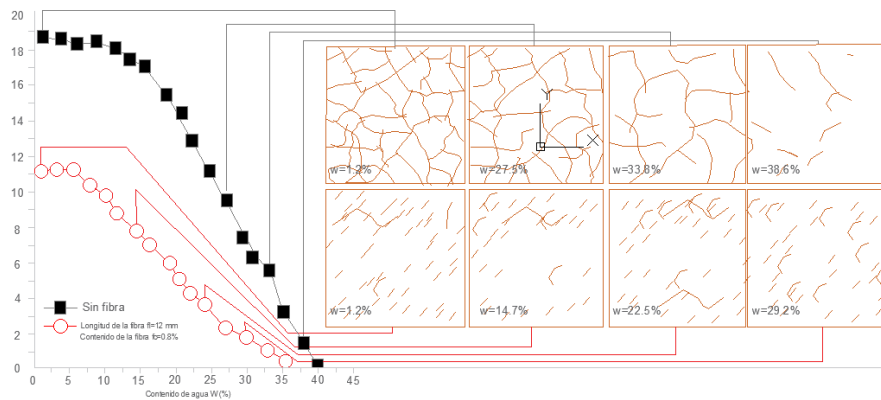 20
18
16
14
12
10
8
6
4
2
0
0 5 10 15 20 25 30 35 40 45
Contenido de agua W (%)
Sin fibra
Longitud de la fibra fl=12 mm
Contenido de la fibra fc=0.8%
w=1.2% w=27.5% w=33.8% w=38.6%
Y
X
w=1.2% w=14.7% w=22.5% w=29.2%